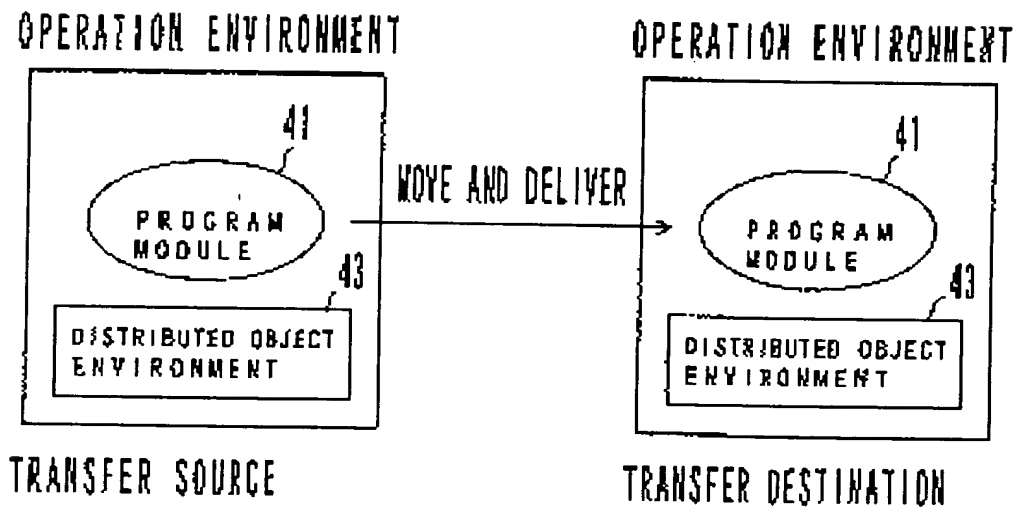 OPERATION ENVIRONMENT
41
PROGRAM
MODULE
43
DISTRIBUTED OBJECT
ENVIRONMENT
TRANSFER SOURCE
MOVE AND DELIVER
OPERATION ENVIRONMENT
41
PROGRAM
MODULE
43
DISTRIBUTED OBJECT
ENVIRONMENT
TRANSFER DESTINATION